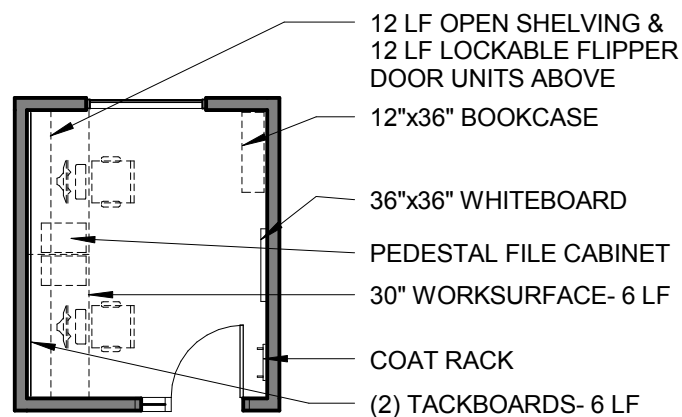 12 LF OPEN SHELVING &
12 LF LOCKABLE FLIPPER
DOOR UNITS ABOVE
12"x36" BOOKCASE
36"x36" WHITEBOARD
PEDESTAL FILE CABINET
30" WORKSURFACE- 6 LF
COAT RACK
(2) TACKBOARDS- 6 LF